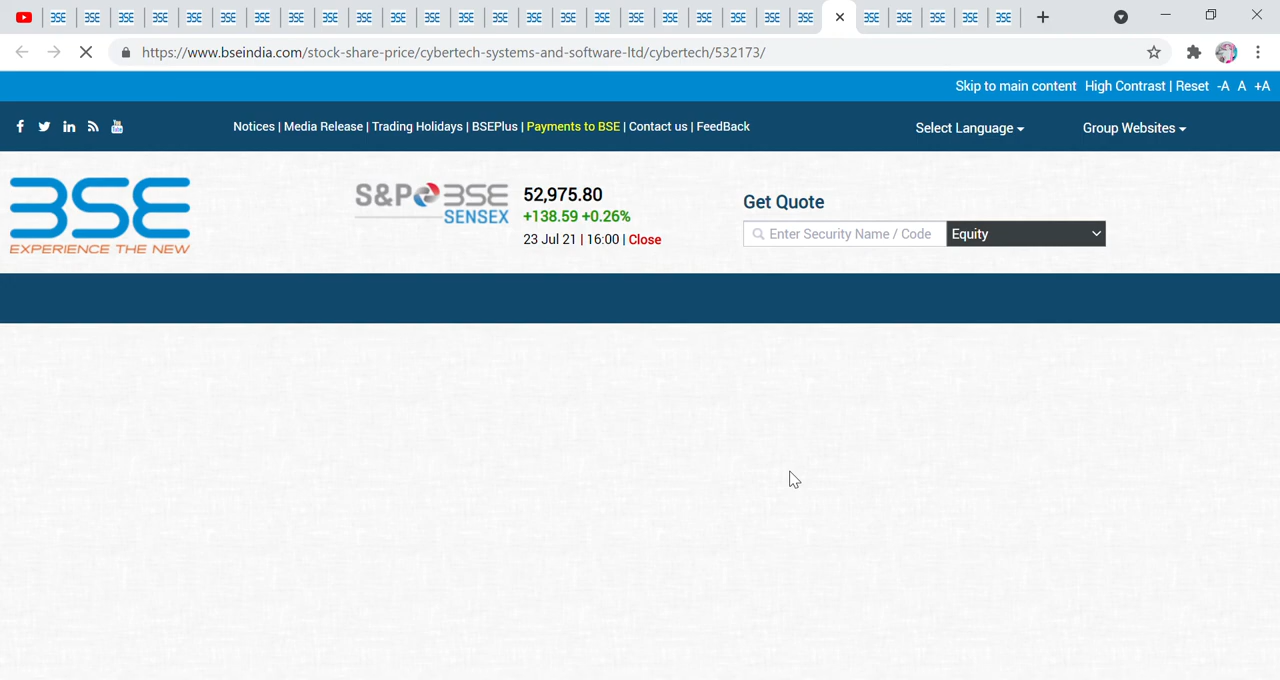 https://www.bseindia.com/stock-share-price/cybertech-systems-and-software-ltd/cybertech/532173/
Skip to main content High Contrast | Reset -A A +A
Notices | Media Release | Trading Holidays | BSEPlus | Payments to BSE | Contact us | FeedBack
Select Language
Group Websites
BSE
EXPERIENCE THE NEW
S&P BSE
SENSEX
52,975.80
+138.59 +0.26%
23 Jul 21 | 16:00 | Close
Get Quote
Enter Security Name / Code
Equity